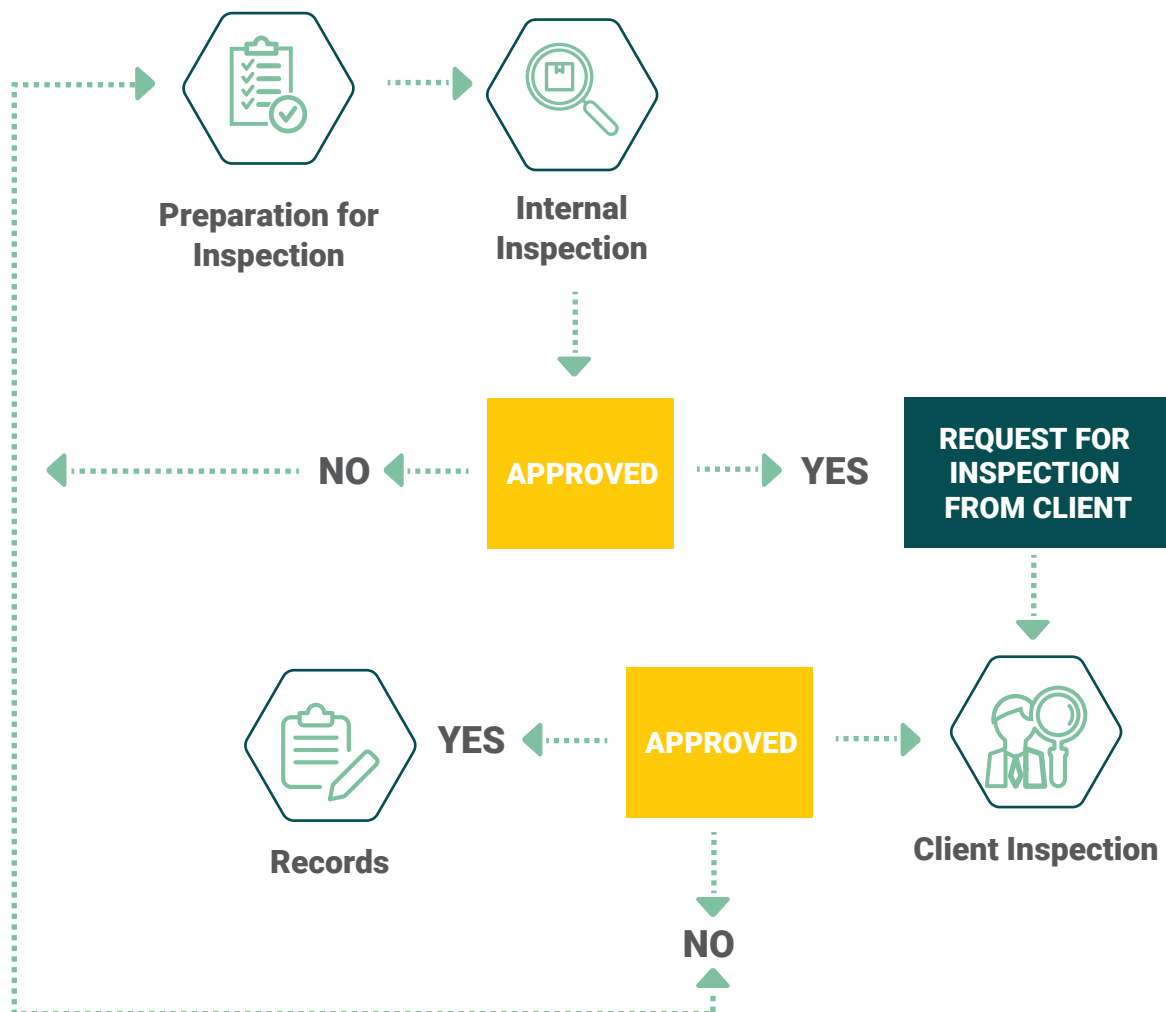 Preparation for
Inspection
Internal
Inspection
NO
APPROVED
YES
REQUEST FOR
INSPECTION
FROM CLIENT
YES
APPROVED
Records
Client Inspection
NO